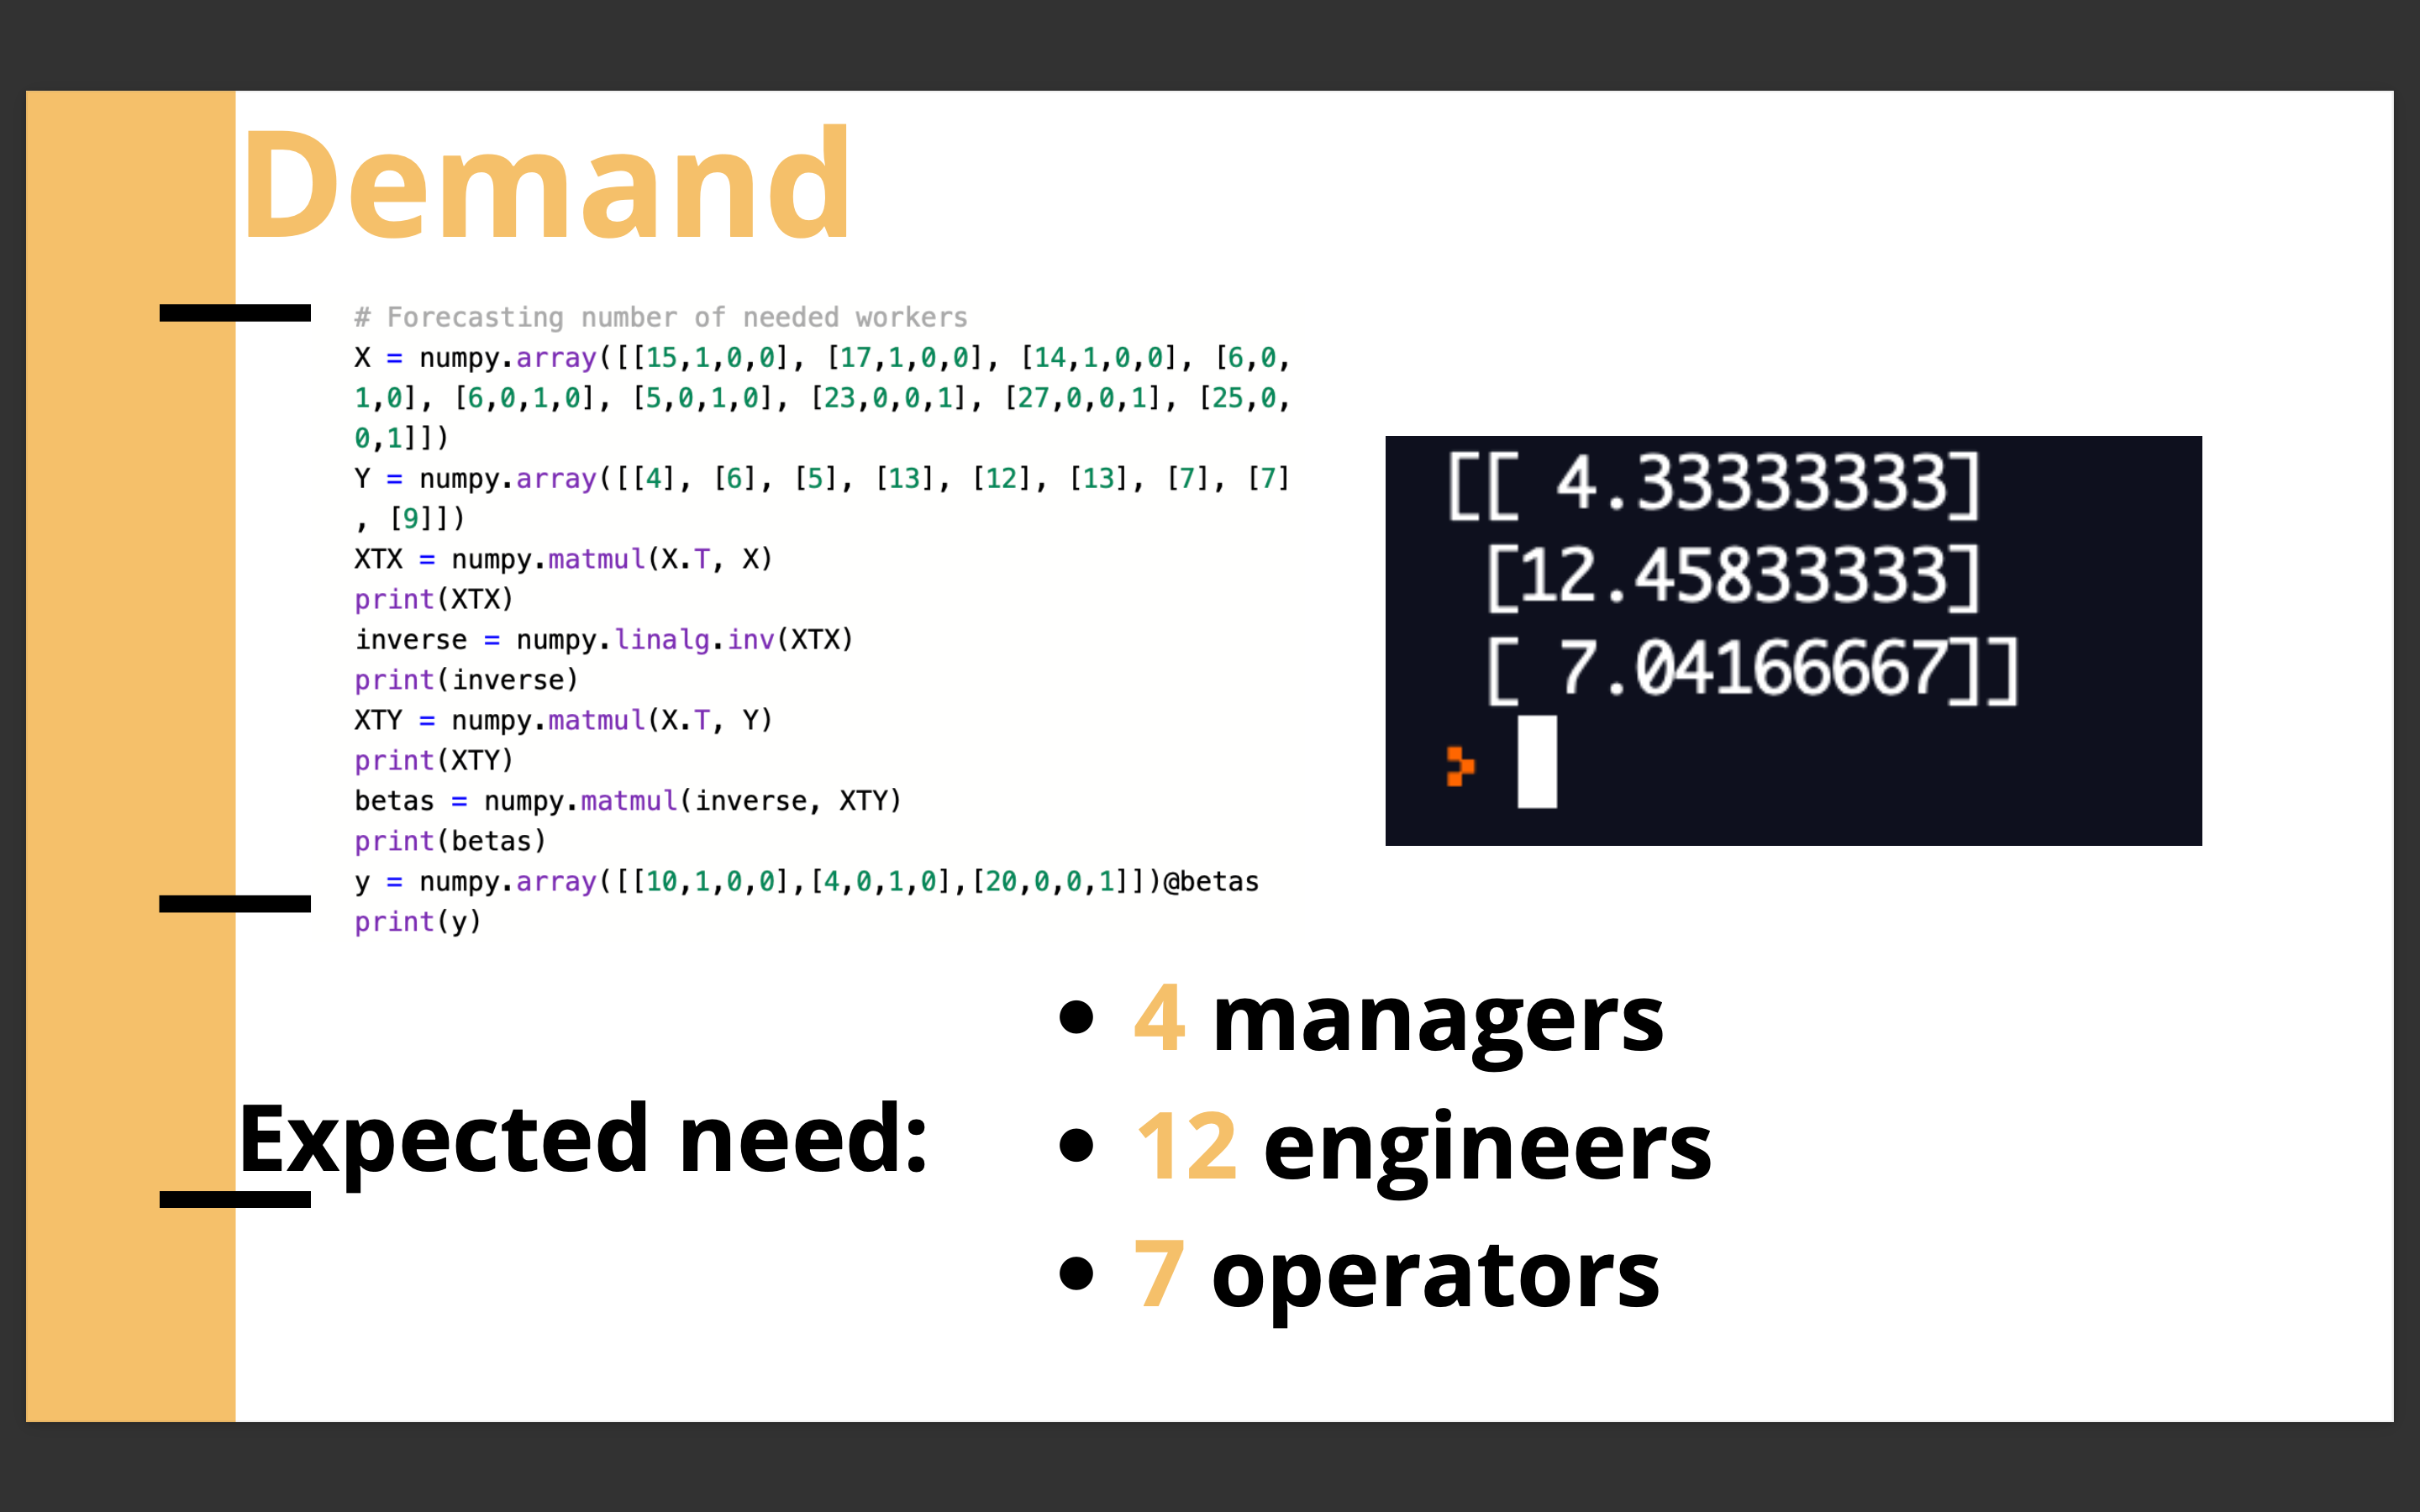 Demand
# Forecasting number of needed workers
X = numpy.array([[15,1,0,0], [17,1,0,0], [14,1,0,0], [6,0,
1,0], [6,0,1,0], [5,0,1,0], [23,0,0,1], [27,0,0,1], [25,0,
0,1]])
Y = numpy.array([[4], [6], [5], [13], [12], [13], [7], [7]
, [9]])
XTX = numpy.matmul(X.T, X)
print(XTX)
inverse = numpy.linalg.inv(XTX)
print(inverse)
XTY = numpy.matmul(X.T, Y)
print(XTY)
betas = numpy.matmul(inverse, XTY)
print(betas)
y = numpy.array([[10,1,0,0],[4,0,1,0],[20,0,0,1]])@betas
print(y)
[[ 4.33333333]
[12.45833333]
[ 7.04166667]]
Expected need:
• 4 managers
• 12 engineers
• 7 operators